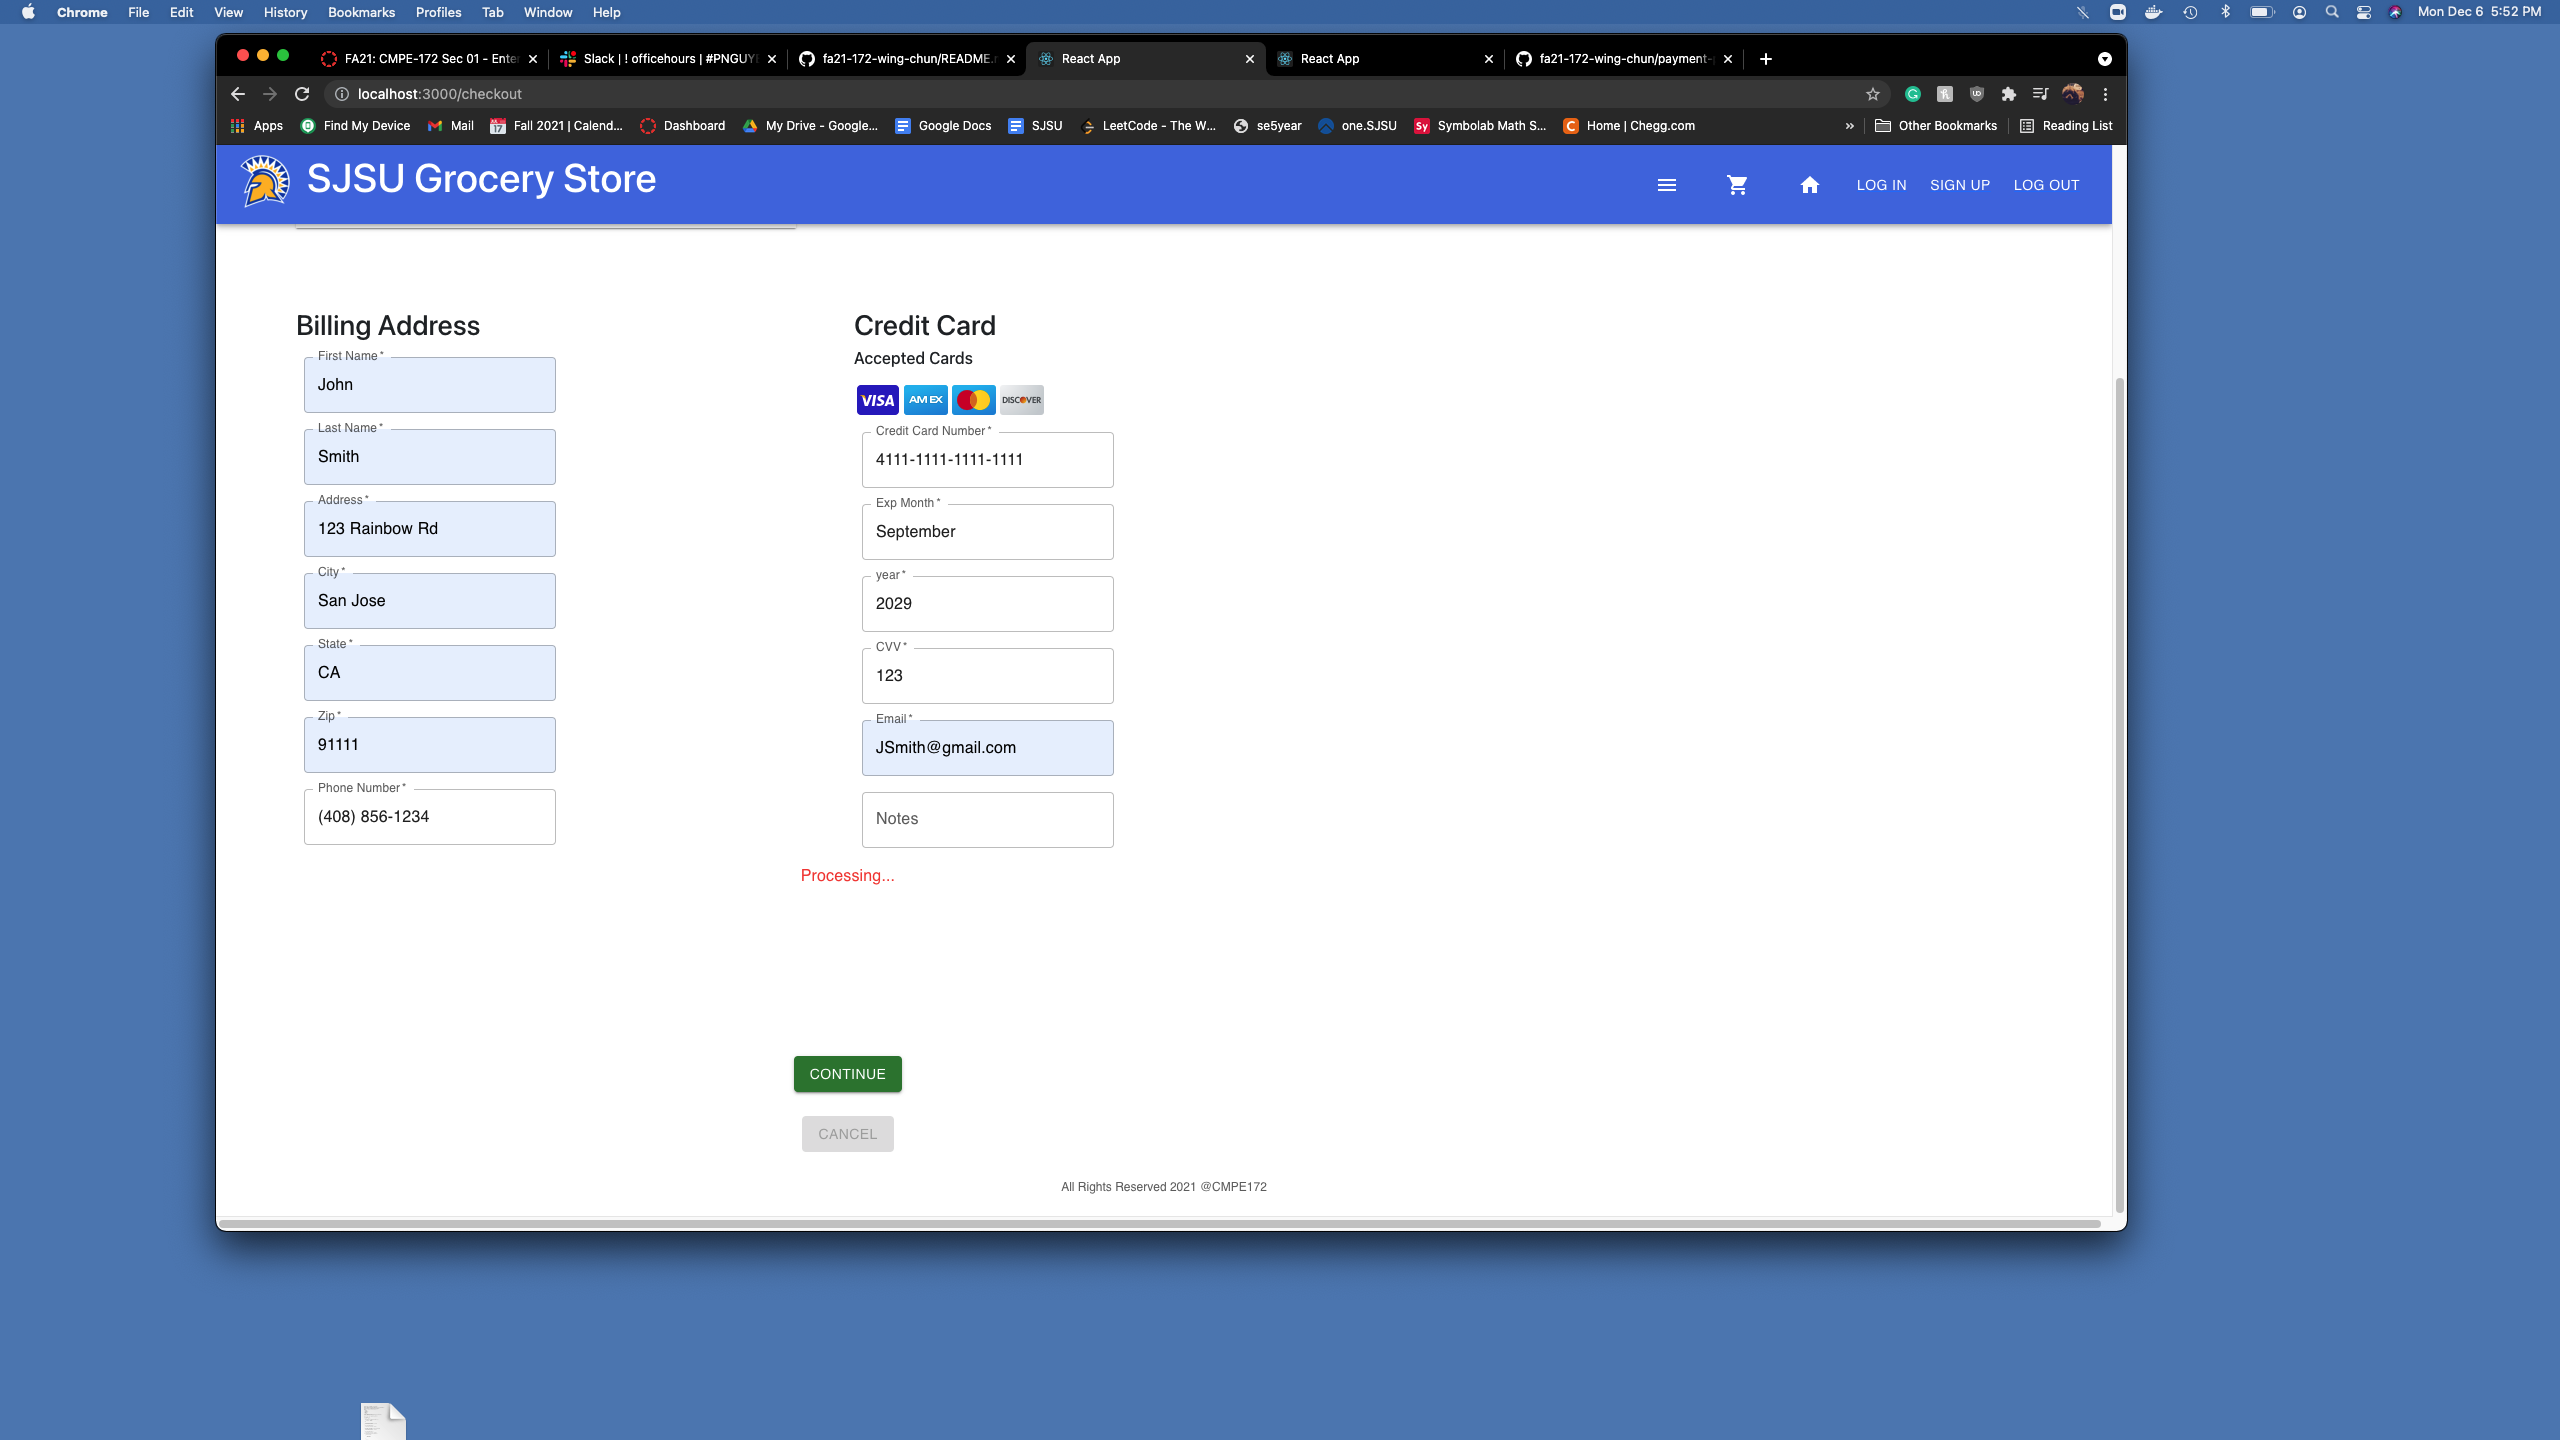 Chrome File Edit View History Bookmarks Profiles Tab Window Help Mon Dec 6 5:52 PM
FA21: CMPE-172 Sec 01 - Enter Slack | ! officehours | #PNGUYE fa21-172-wing-chun/README.m React App React App fa21-172-wing-chun/payment-
localhost:3000/checkout
Apps Find My Device Mail Fall 2021 | Calend... Dashboard My Drive - Google... Google Docs SJSU LeetCode - The W... se5year one.SJSU Symbolab Math S... Home | Chegg.com » Other Bookmarks Reading List
SJSU Grocery Store LOG IN SIGN UP LOG OUT
Billing Address
First Name *
John
Last Name *
Smith
Address *
123 Rainbow Rd
City *
San Jose
State *
CA
Zip *
91111
Phone Number *
(408) 856-1234
Credit Card
Accepted Cards
VISA AMEX DISCOVER
Credit Card Number *
4111-1111-1111-1111
Exp Month *
September
year *
2029
CVV *
123
Email *
JSmith@gmail.com
Notes
Processing...
CONTINUE
CANCEL
All Rights Reserved 2021 @CMPE172